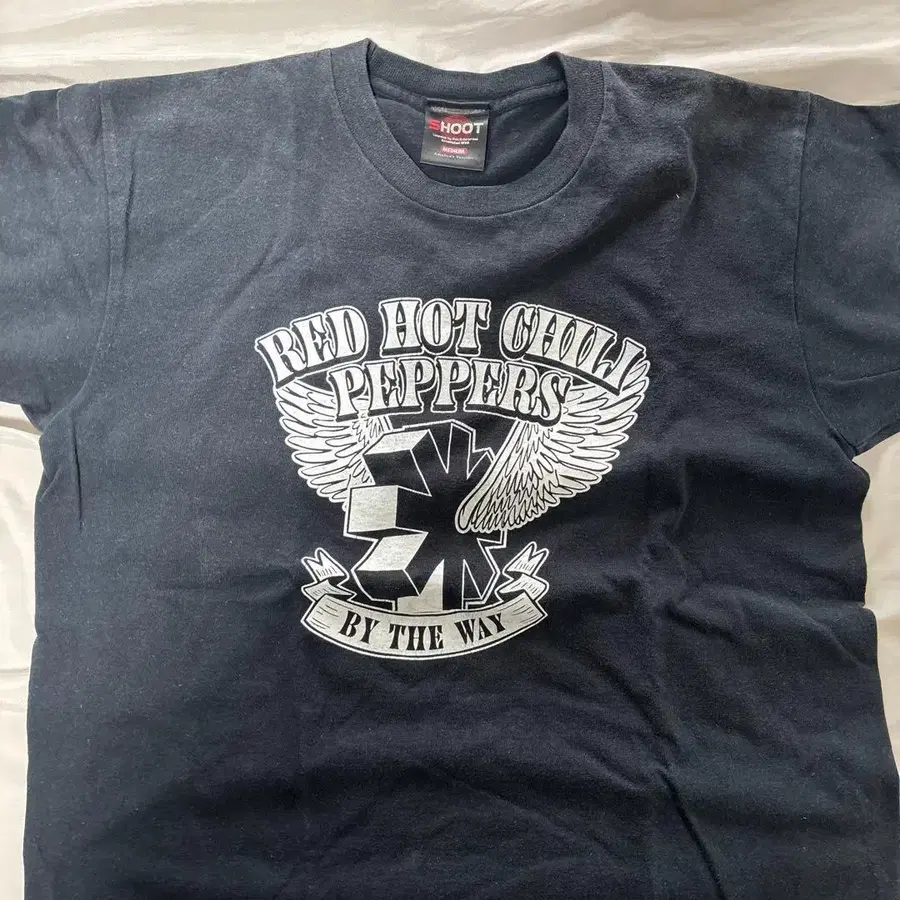 SHOOT
MEDIUM
RED HOT CHILI
PEPPERS
BY THE WAY